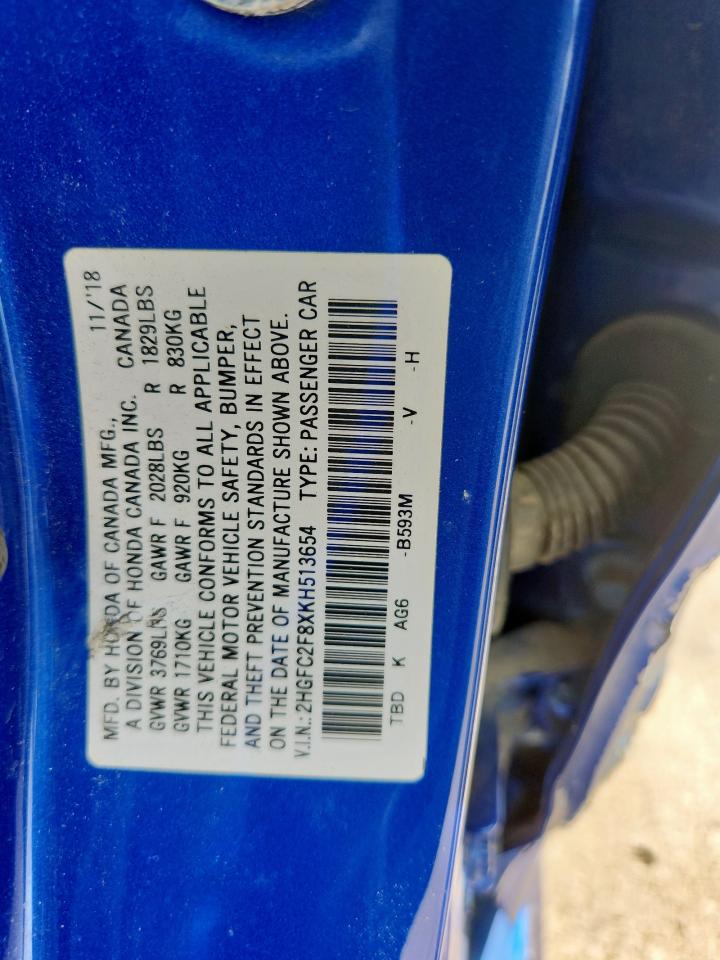 MFD. BY HONDA OF CANADA MFG., 11/'18
A DIVISION OF HONDA CANADA INC. CANADA
GVWR 3769LBS GAWR F 2028LBS R 1829LBS
GVWR 1710KG GAWR F 920KG R 830KG
THIS VEHICLE CONFORMS TO ALL APPLICABLE
FEDERAL MOTOR VEHICLE SAFETY, BUMPER,
AND THEFT PREVENTION STANDARDS IN EFFECT
ON THE DATE OF MANUFACTURE SHOWN ABOVE.
V.I.N.: 2HGFC2F8XKH513654 TYPE: PASSENGER CAR
TBD K AG6 -B593M -V -H